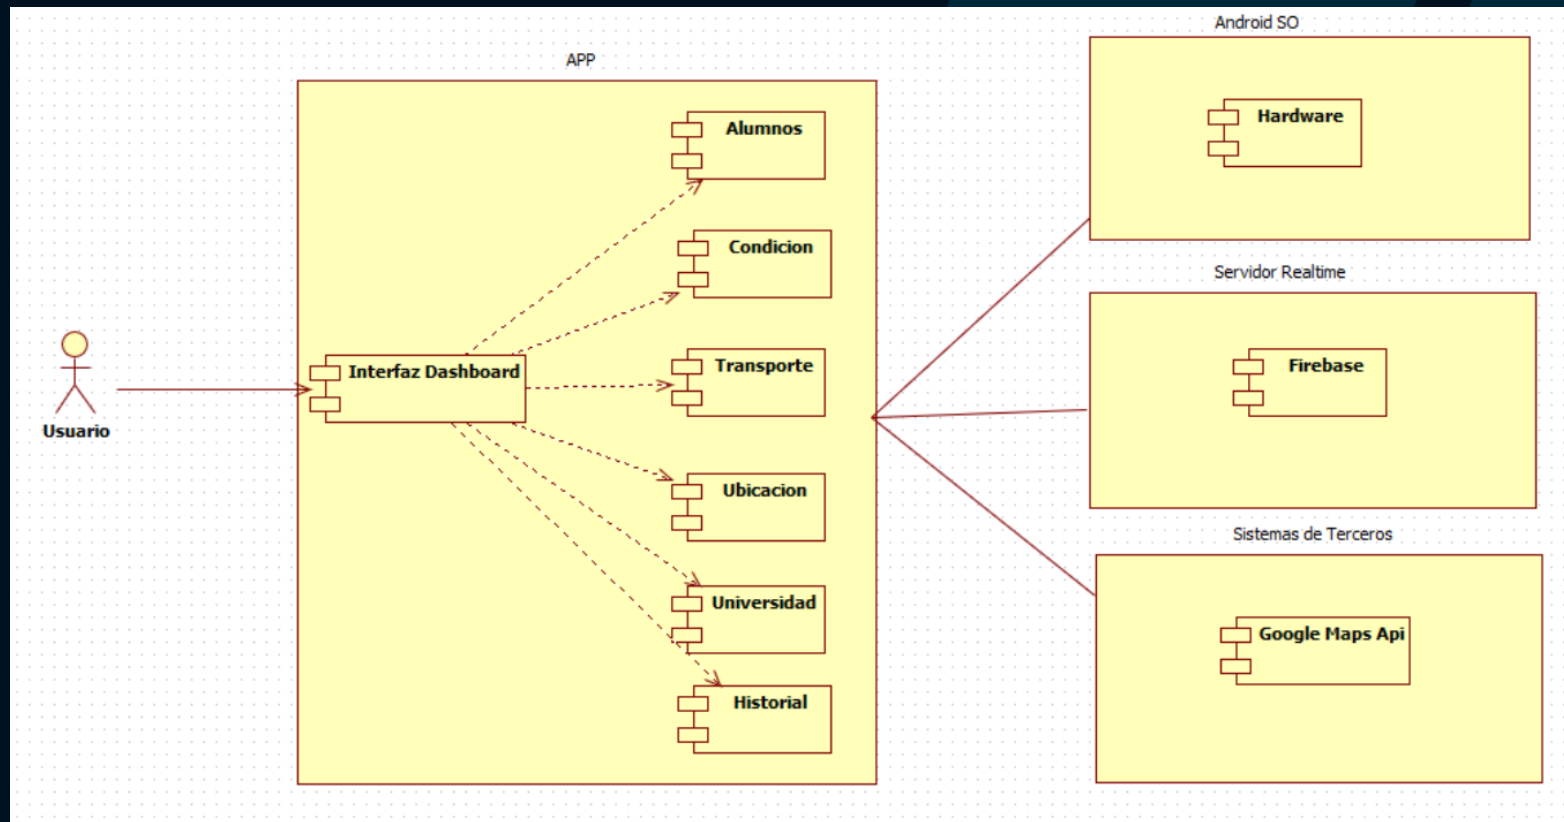 Android SO
APP
Hardware
Alumnos
Condicion
Servidor Realtime
Interfaz Dashboard
Transporte
Firebase
Usuario
Ubicacion
Sistemas de Terceros
Universidad
Google Maps Api
Historial